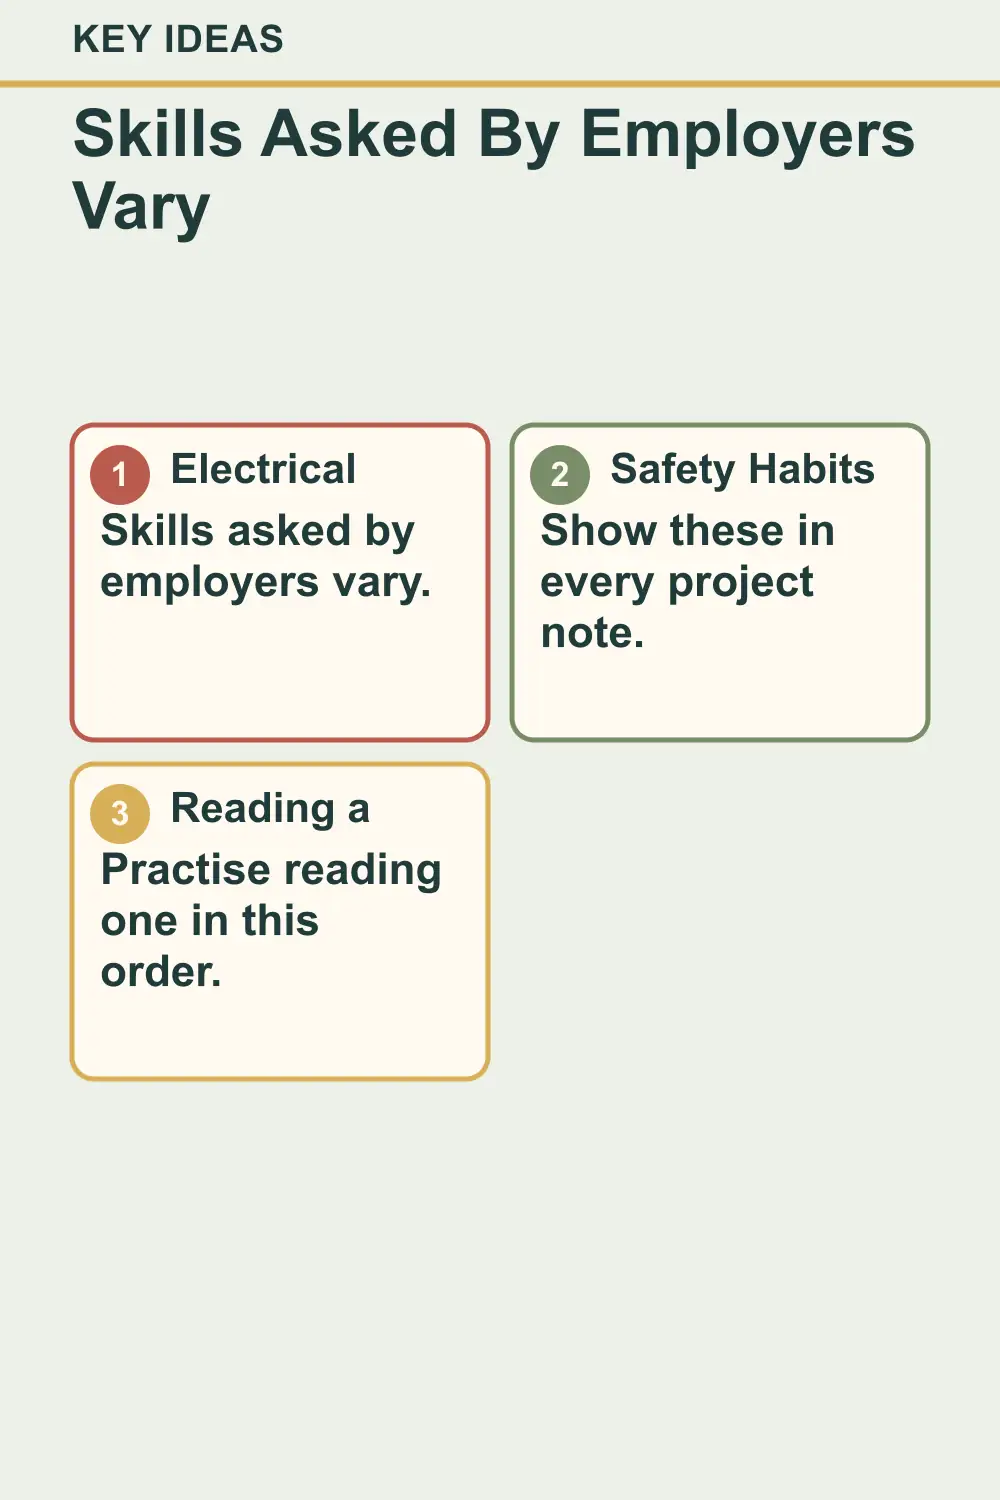 KEY IDEAS
Skills Asked By Employers
Vary
1 Electrical
Skills asked by
employers vary.
2 Safety Habits
Show these in
every project
note.
3 Reading a
Practise reading
one in this
order.